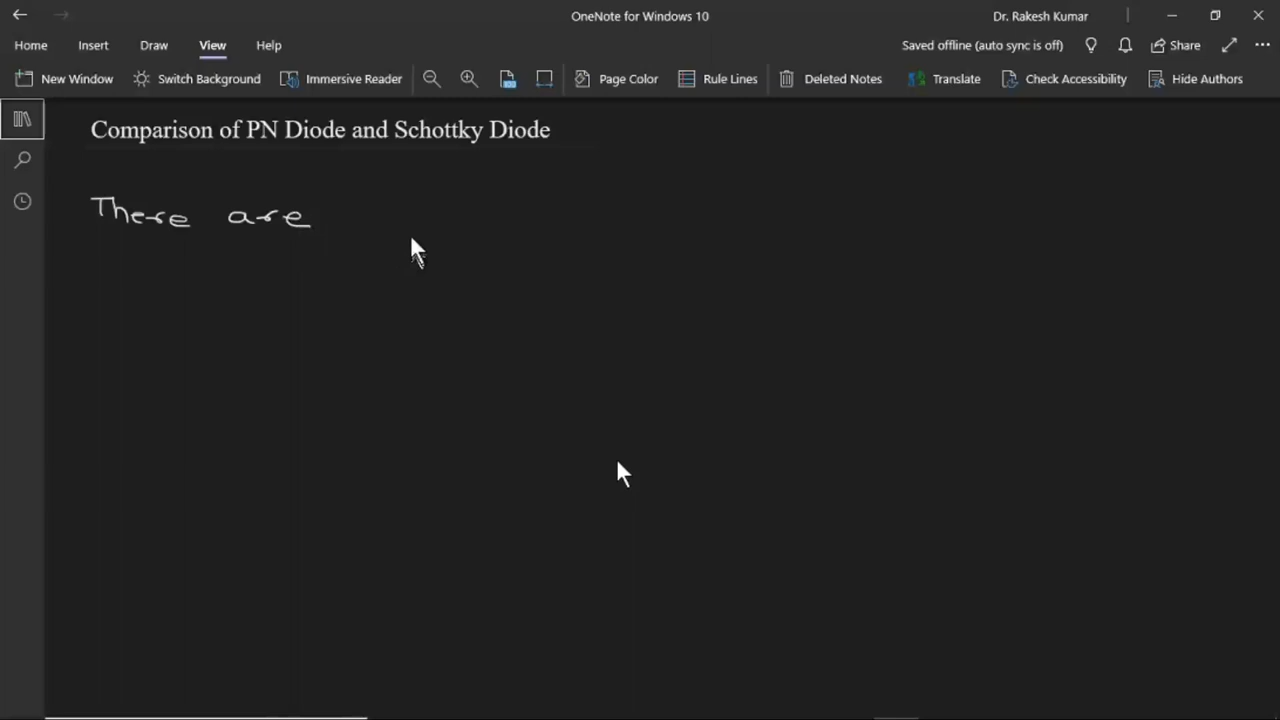 OneNote for Windows 10
Dr. Rakesh Kumar
Home Insert Draw View Help
Saved offline (auto sync is off) Share
New Window Switch Background Immersive Reader Page Color Rule Lines Deleted Notes Translate Check Accessibility Hide Authors
Comparison of PN Diode and Schottky Diode
There are